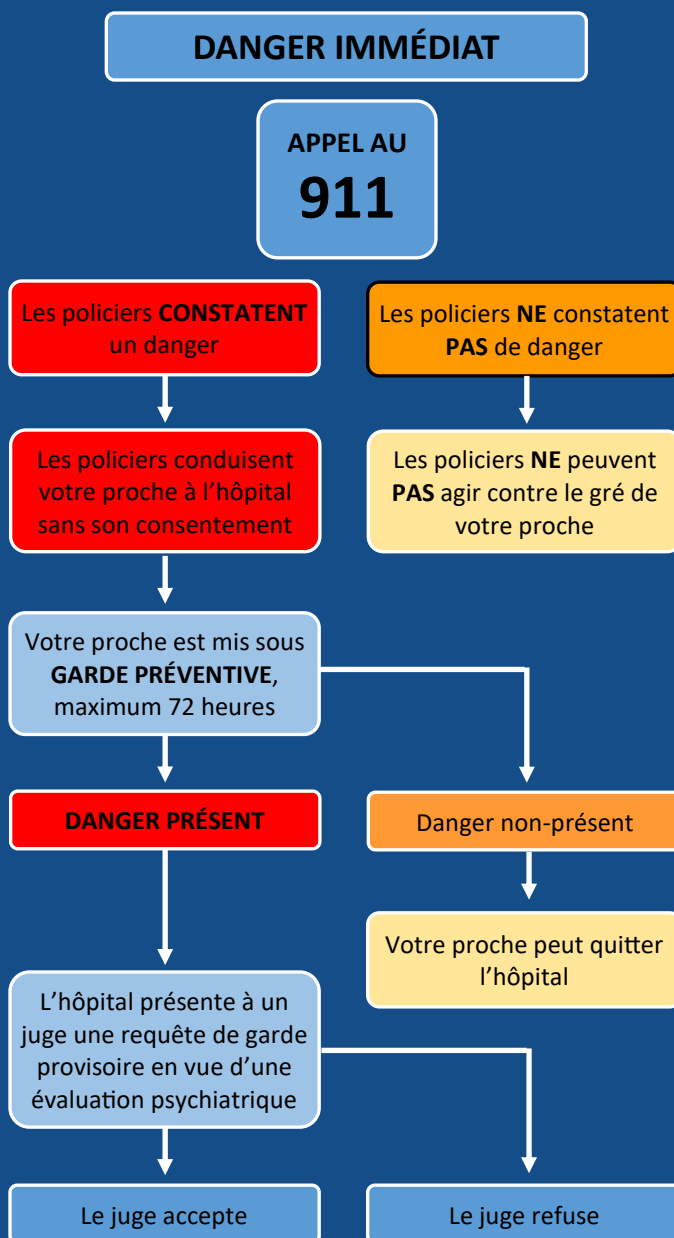 DANGER IMMÉDIAT
APPEL AU
911
Les policiers CONSTATENT
un danger
Les policiers NE constatent
PAS de danger
Les policiers conduisent
votre proche à l’hôpital
sans son consentement
Les policiers NE peuvent
PAS agir contre le gré de
votre proche
Votre proche est mis sous
GARDE PRÉVENTIVE,
maximum 72 heures
DANGER PRÉSENT
Danger non-présent
Votre proche peut quitter
l’hôpital
L’hôpital présente à un
juge une requête de garde
provisoire en vue d’une
évaluation psychiatrique
Le juge accepte
Le juge refuse